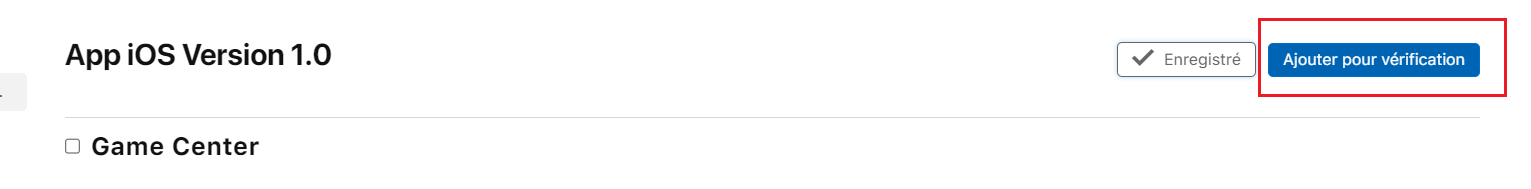 App iOS Version 1.0
Enregistré
Ajouter pour vérification
Game Center